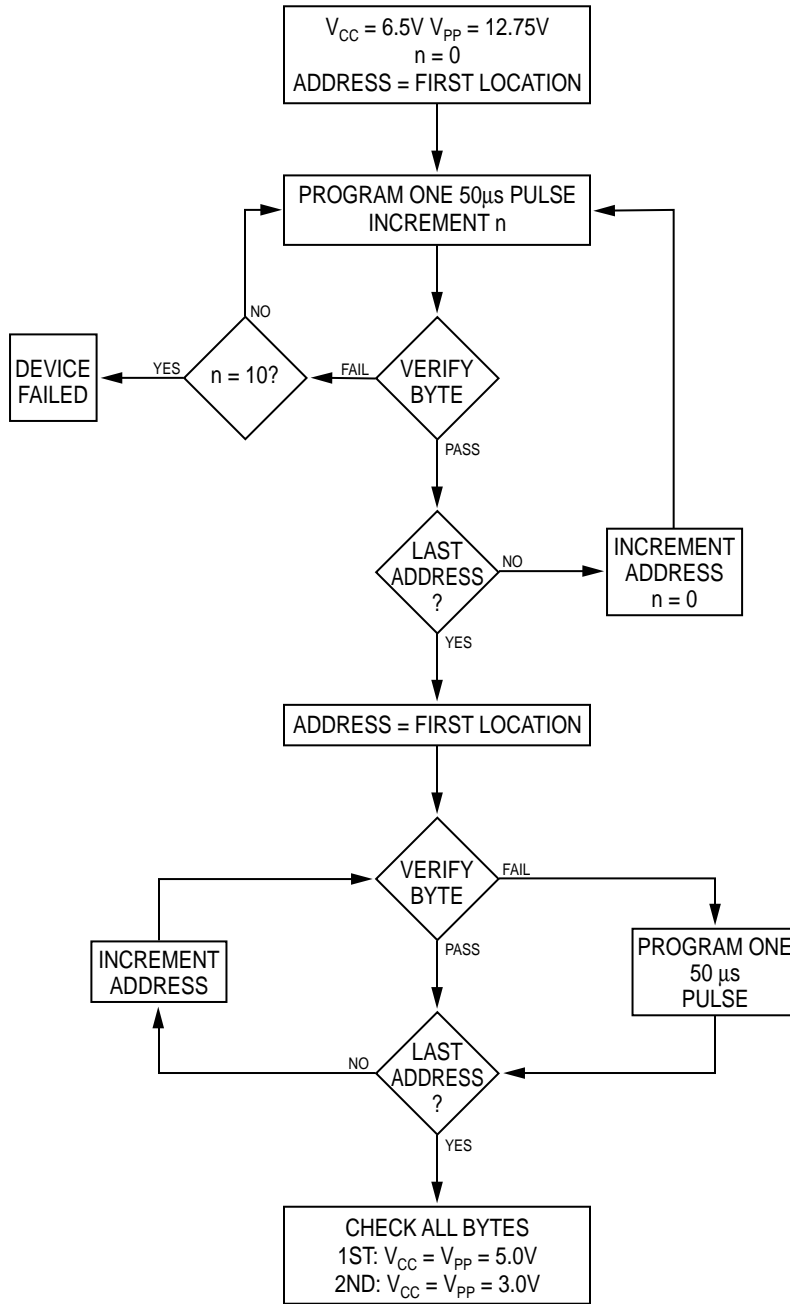 V_CC = 6.5V V_PP = 12.75V
n = 0
ADDRESS = FIRST LOCATION
PROGRAM ONE 50μs PULSE
INCREMENT n
NO
DEVICE
FAILED
YES
n = 10?
FAIL
VERIFY
BYTE
PASS
LAST
ADDRESS
?
NO
INCREMENT
ADDRESS
n = 0
YES
ADDRESS = FIRST LOCATION
VERIFY
BYTE
FAIL
PASS
INCREMENT
ADDRESS
PROGRAM ONE
50 μs
PULSE
NO
LAST
ADDRESS
?
YES
CHECK ALL BYTES
1ST: V_CC = V_PP = 5.0V
2ND: V_CC = V_PP = 3.0V